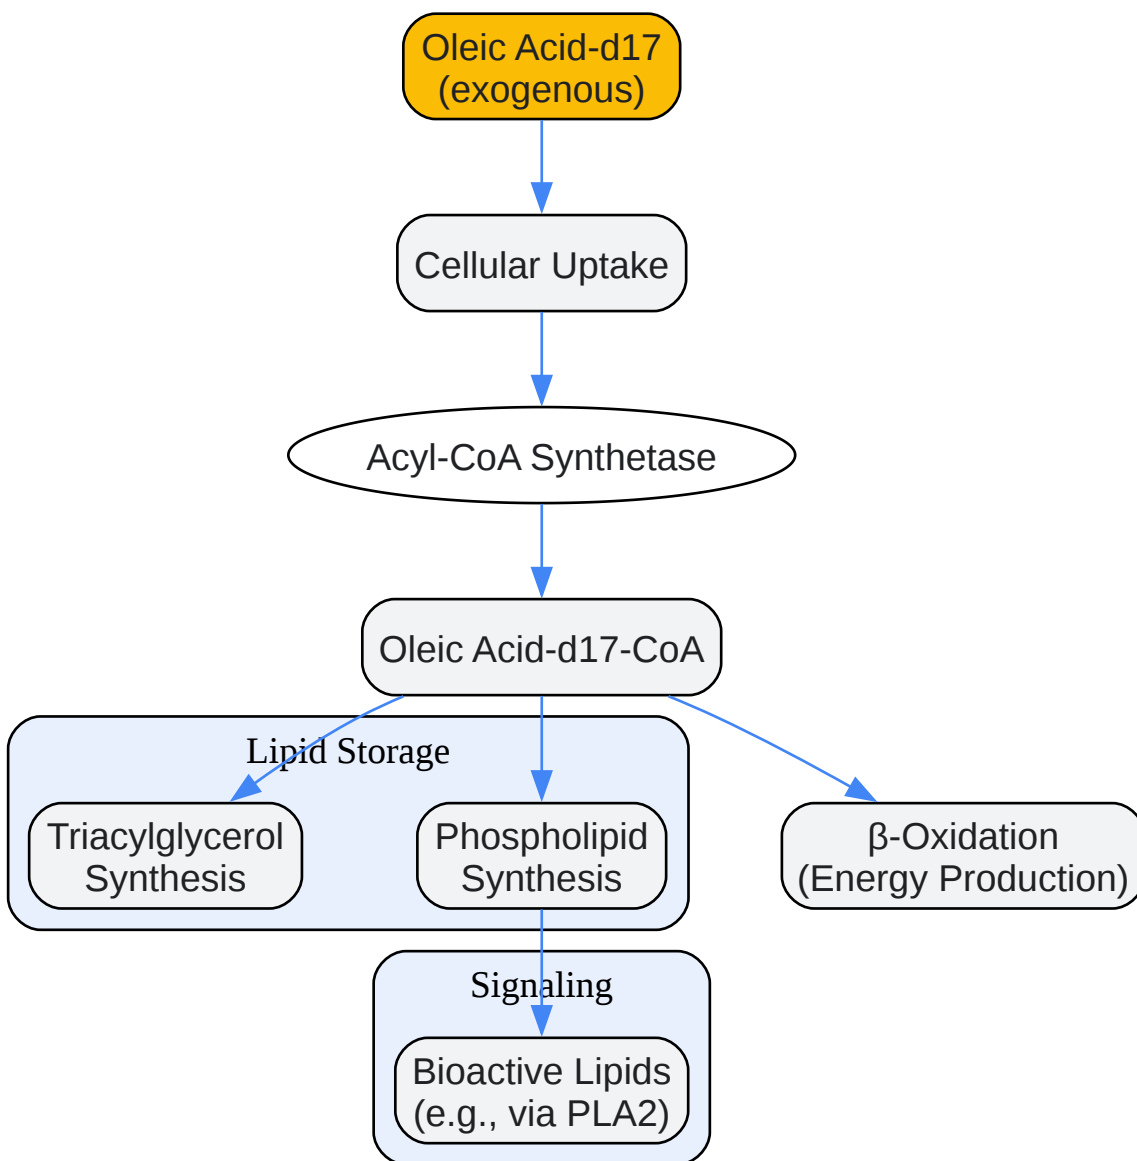 Oleic Acid-d17
(exogenous)
Cellular Uptake
Acyl-CoA Synthetase
Oleic Acid-d17-CoA
Lipid Storage
Triacylglycerol
Synthesis
Phospholipid
Synthesis
β-Oxidation
(Energy Production)
Signaling
Bioactive Lipids
(e.g., via PLA2)